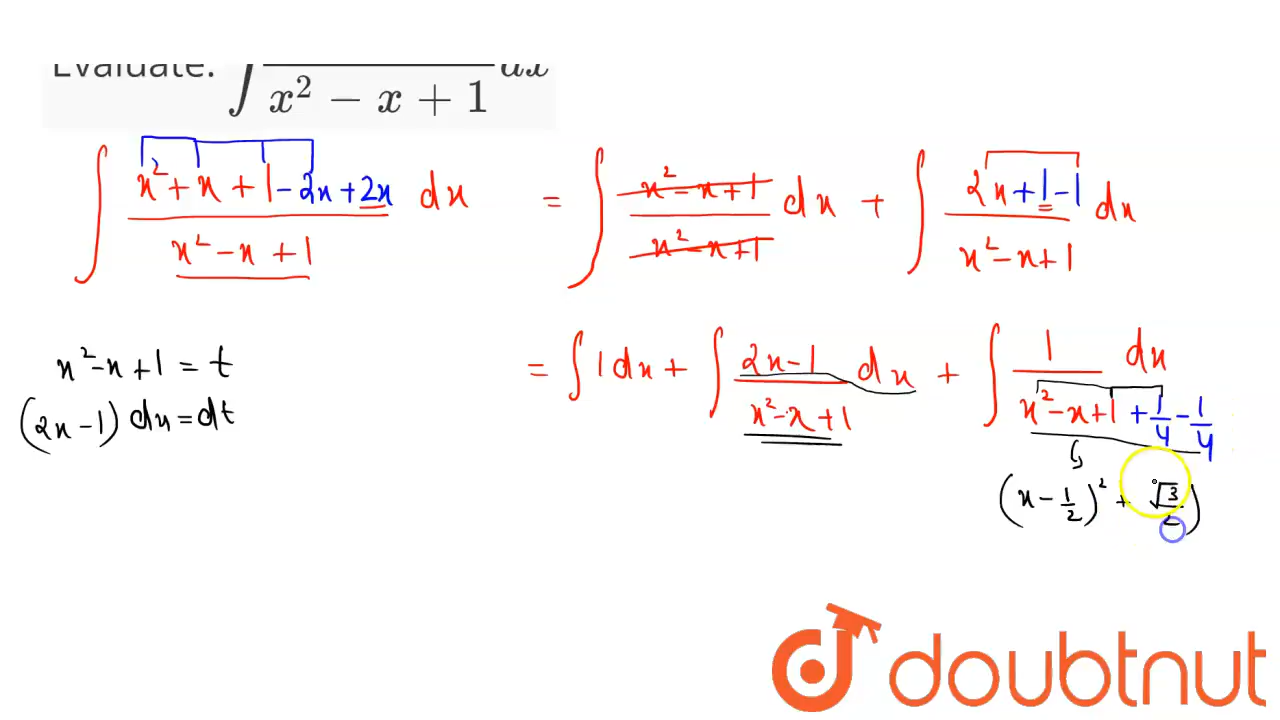 Evaluate: ∫ dx
x² − x + 1
∫ (x² + x + 1 − 2x + 2x)/(x² − x + 1) dx = ∫ (x² − x + 1)/(x² − x + 1) dx + ∫ (2x + 1 − 1)/(x² − x + 1) dx
x² − x + 1 = t
(2x − 1) dx = dt
= ∫ 1 dx + ∫ (2x − 1)/(x² − x + 1) dx + ∫ 1/(x² − x + 1 + 1/4 − 1/4) dx
(x − 1/2)² + √3/2)
doubtnut